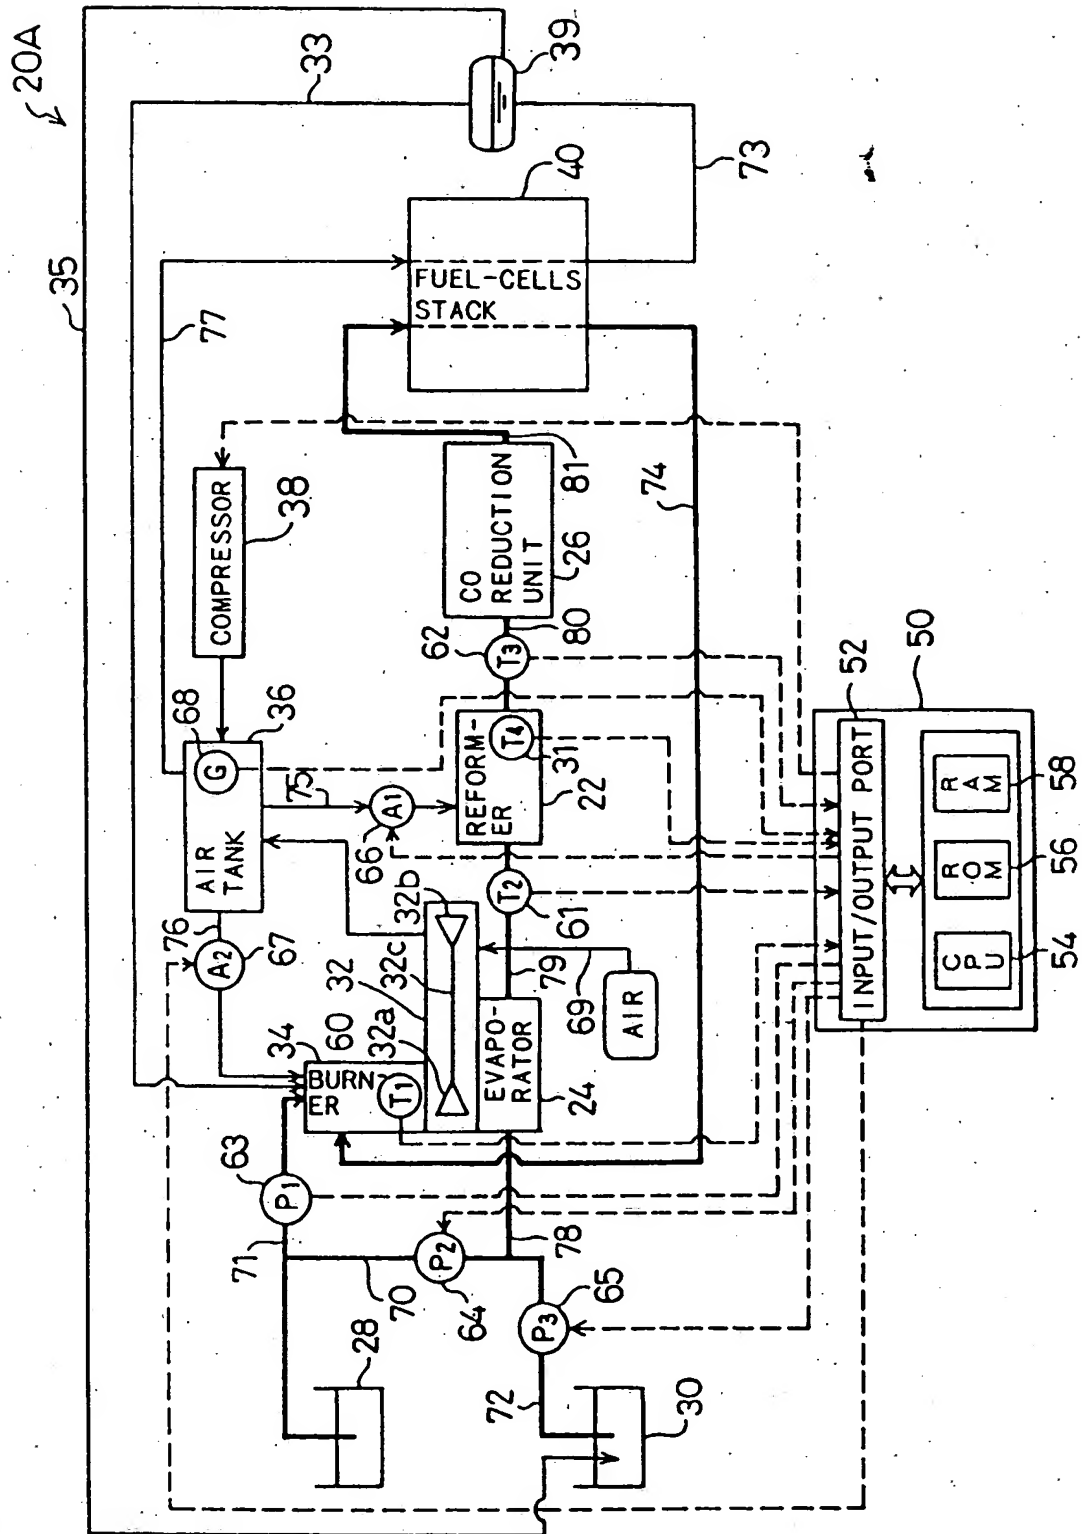 20A
35
33
39
77
40
FUEL-CELLS
STACK
73
COMPRESSOR
38
68
G
36
AIR
TANK
76
A2
67
75
A1
66
81
CO
REDUCTION
UNIT
26
74
62
T3
80
REFORM-
ER
T4
31
22
T2
61
32b
32c
32
32a
60
34
BURN-
ER
T1
79
69
AIR
EVAPO-
RATOR
24
63
P1
71
70
P2
64
78
65
P3
72
28
30
50
52
INPUT/OUTPUT PORT
RAM
58
ROM
56
CPU
54